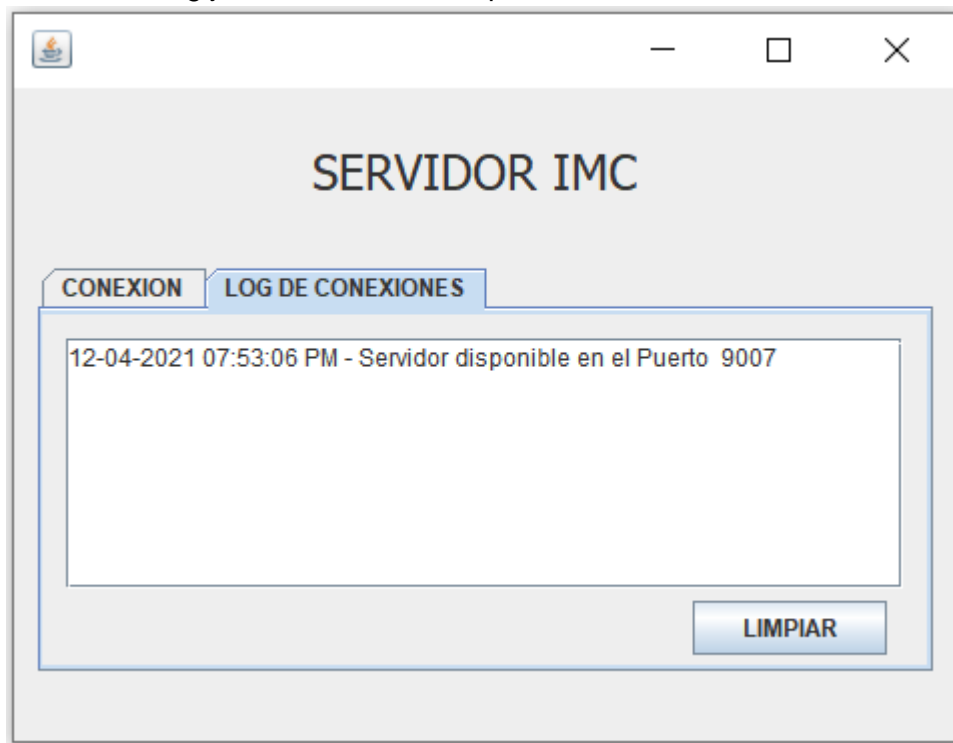 SERVIDOR IMC
CONEXION LOG DE CONEXIONES
12-04-2021 07:53:06 PM - Servidor disponible en el Puerto 9007
LIMPIAR